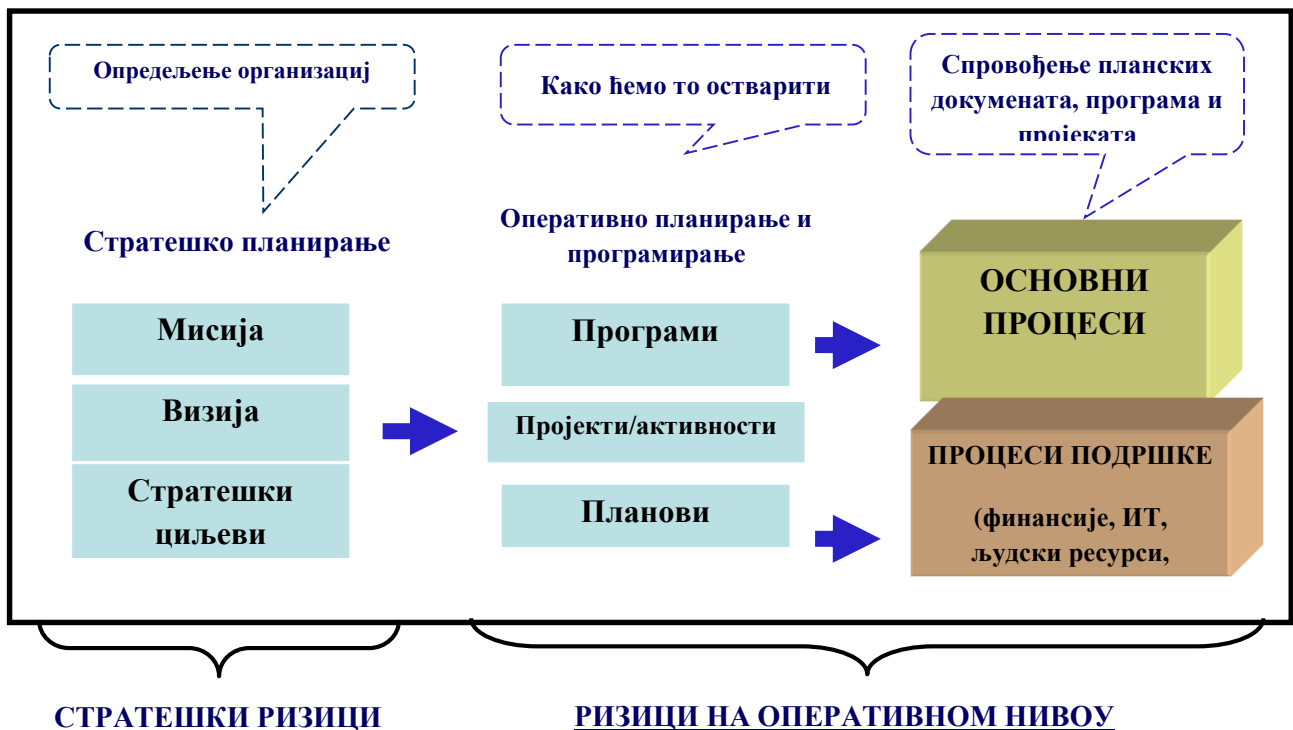 Опредељење организациј
Како ћемо то остварити
Спровођење планских
докумената, програма и
пројеката
Стратешко планирање
Оперативно планирање и
програмирање
Мисија
Визија
Стратешки
циљеви
Програми
Пројекти/активности
Планови
ОСНОВНИ
ПРОЦЕСИ
ПРОЦЕСИ ПОДРШКЕ
(финансије, ИТ,
људски ресурси,
СТРАТЕШКИ РИЗИЦИ
РИЗИЦИ НА ОПЕРАТИВНОМ НИВОУ